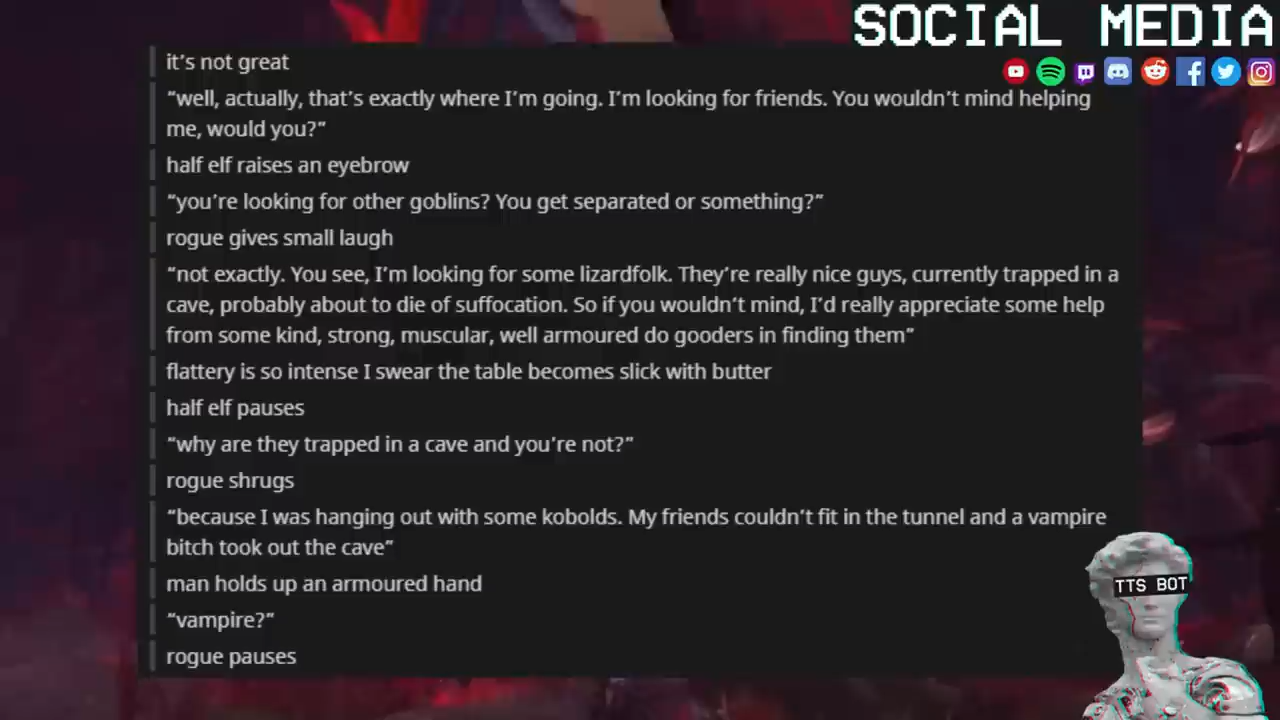 SOCIAL MEDIA
it's not great
“well, actually, that's exactly where I'm going. I'm looking for friends. You wouldn't mind helping
me, would you?”
half elf raises an eyebrow
“you're looking for other goblins? You get separated or something?”
rogue gives small laugh
“not exactly. You see, I'm looking for some lizardfolk. They're really nice guys, currently trapped in a
cave, probably about to die of suffocation. So if you wouldn't mind, I'd really appreciate some help
from some kind, strong, muscular, well armoured do gooders in finding them”
flattery is so intense I swear the table becomes slick with butter
half elf pauses
“why are they trapped in a cave and you're not?”
rogue shrugs
“because I was hanging out with some kobolds. My friends couldn't fit in the tunnel and a vampire
bitch took out the cave”
man holds up an armoured hand
“vampire?”
rogue pauses
TTS BOT